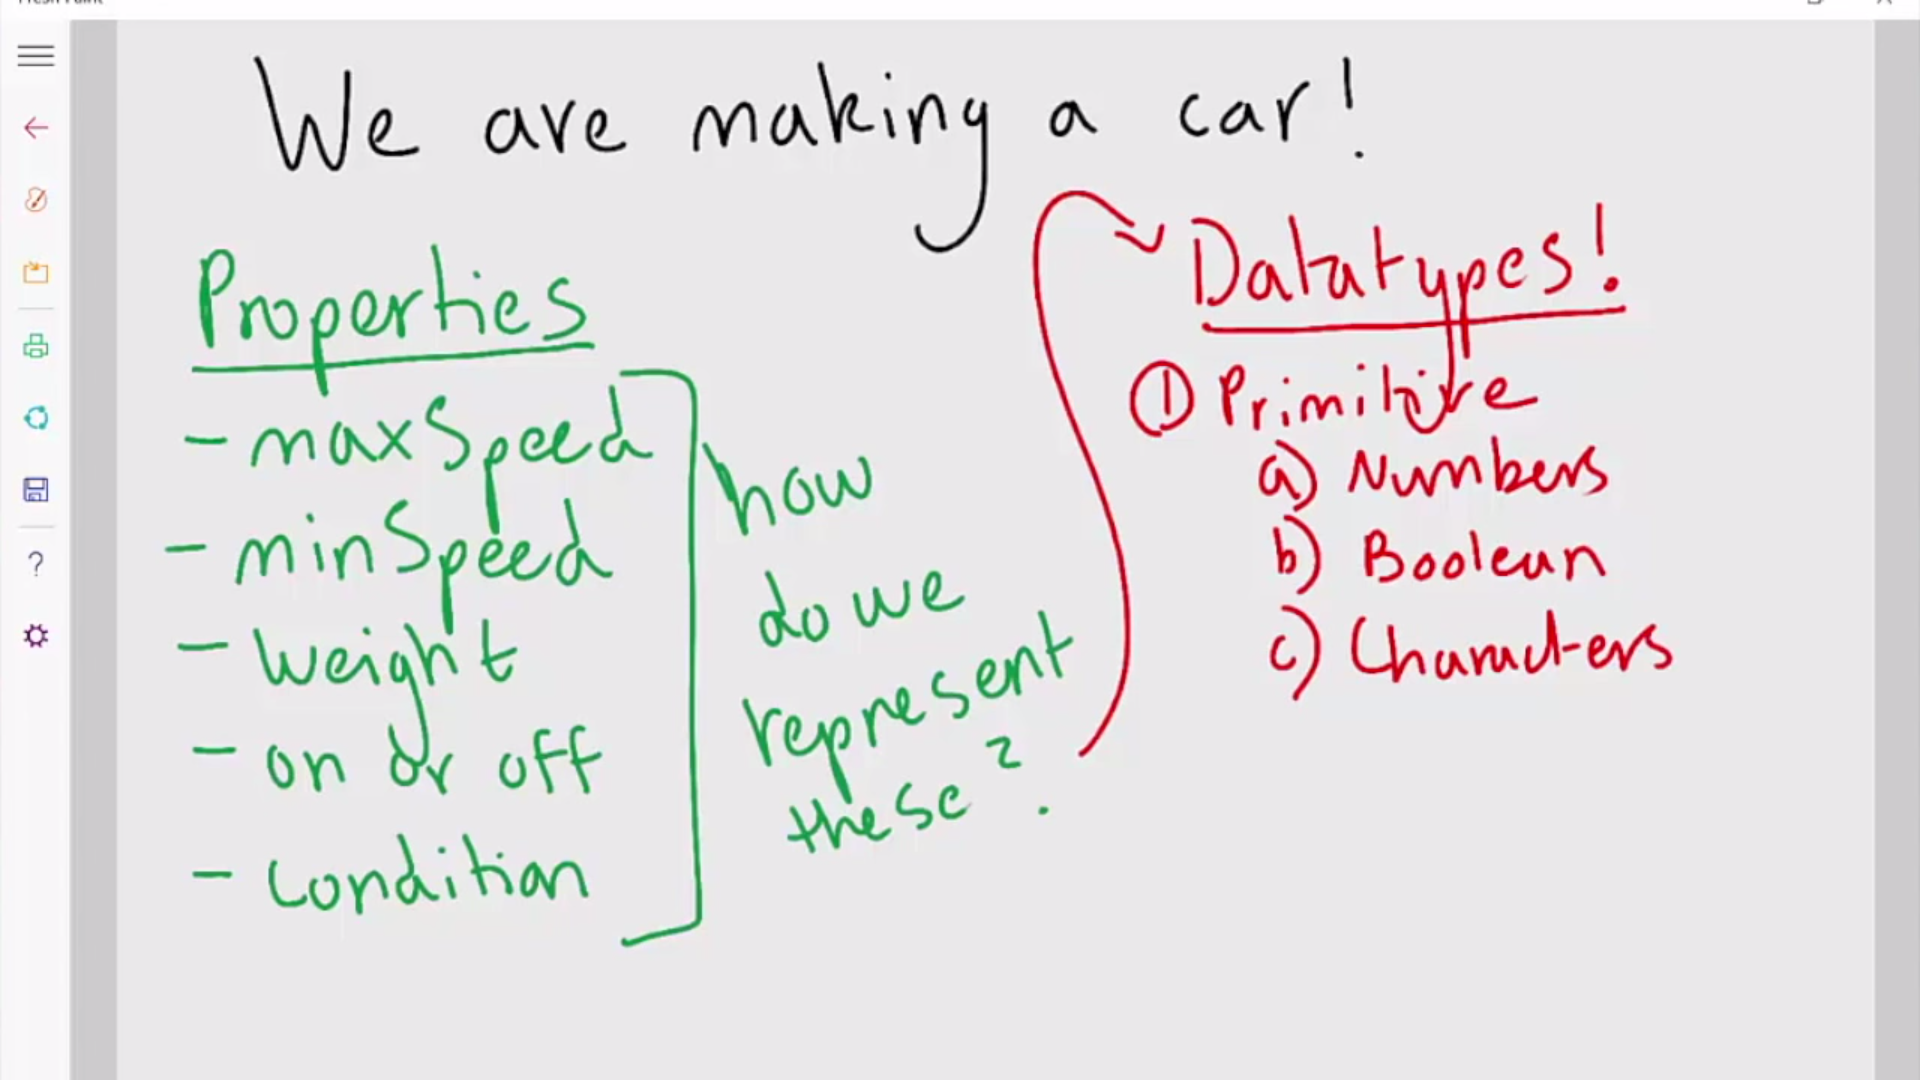 We are making a car!
Properties
- maxSpeed
- minSpeed
- weight
- on or off
- condition
how
do we
represent
these?
Datatypes!
① Primitive
a) Numbers
b) Boolean
c) Characters
?